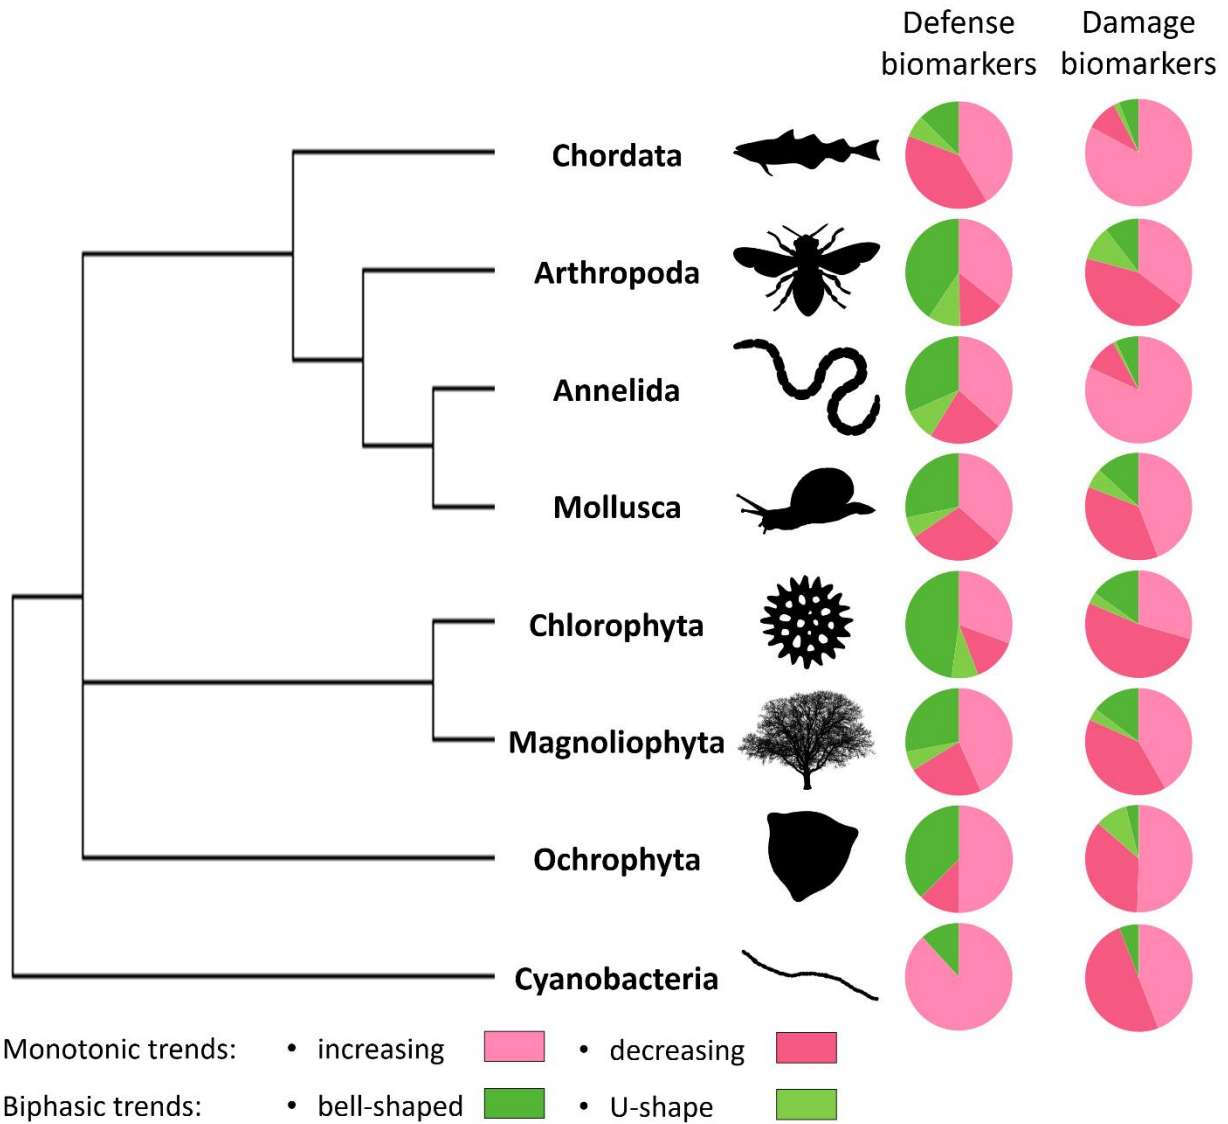 Defense Damage
biomarkers biomarkers
Chordata
Arthropoda
Annelida
Mollusca
Chlorophyta
Magnoliophyta
Ochrophyta
Cyanobacteria
Monotonic trends: • increasing • decreasing
Biphasic trends: • bell-shaped • U-shape